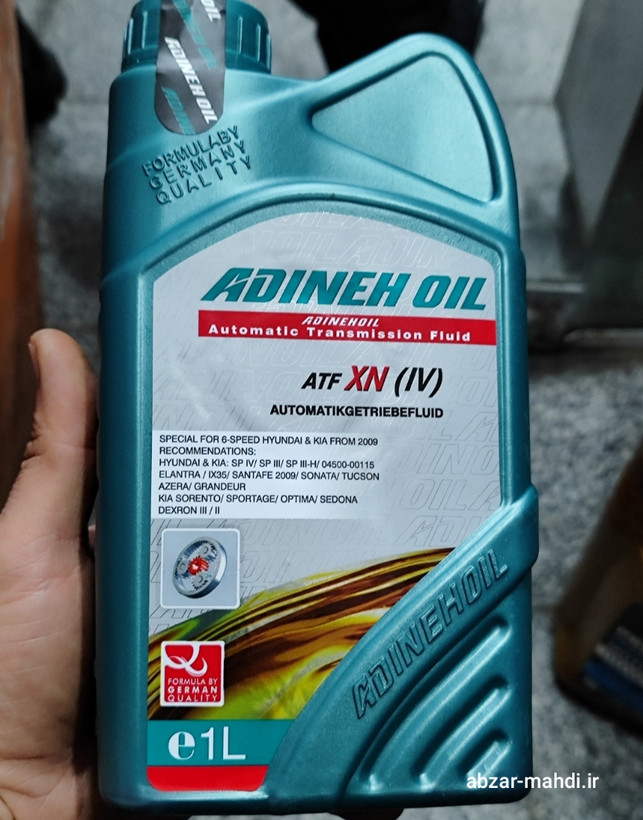 ADINEH OIL
ADINEH OIL
FORMULABY
GERMANY
QUALITY
ADINEH OIL
ADINEHOIL
Automatic Transmission Fluid
ATF XN (IV)
AUTOMATIKGETRIEBEFLUID
SPECIAL FOR 6-SPEED HYUNDAI & KIA FROM 2009
RECOMMENDATIONS:
HYUNDAI & KIA: SP IV/ SP III/ SP III-H/ 04500-00115
ELANTRA / IX35/ SANTAFE 2009/ SONATA/ TUCSON
AZERA/ GRANDEUR
KIA SORENTO/ SPORTAGE/ OPTIMA/ SEDONA
DEXRON III / II
ADINEHOIL
FORMULA BY
GERMAN
QUALITY
e1L
abzar-mahdi.ir